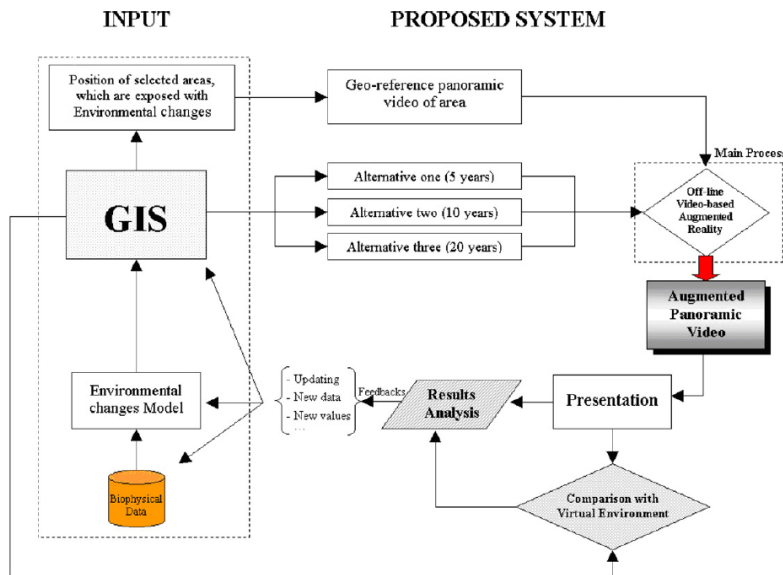 INPUT
PROPOSED SYSTEM
Position of selected areas,
which are exposed with
Environmental changes
Geo-reference panoramic
video of area
Main Process
Alternative one (5 years)
Alternative two (10 years)
Alternative three (20 years)
GIS
Off-line
Video-based
Augmented
Reality
Augmented
Panoramic
Video
Environmental
changes Model
- Updating
- New data
- New values
...
Feedbacks
Results
Analysis
Presentation
Biophysical
Data
Comparison with
Virtual Environment